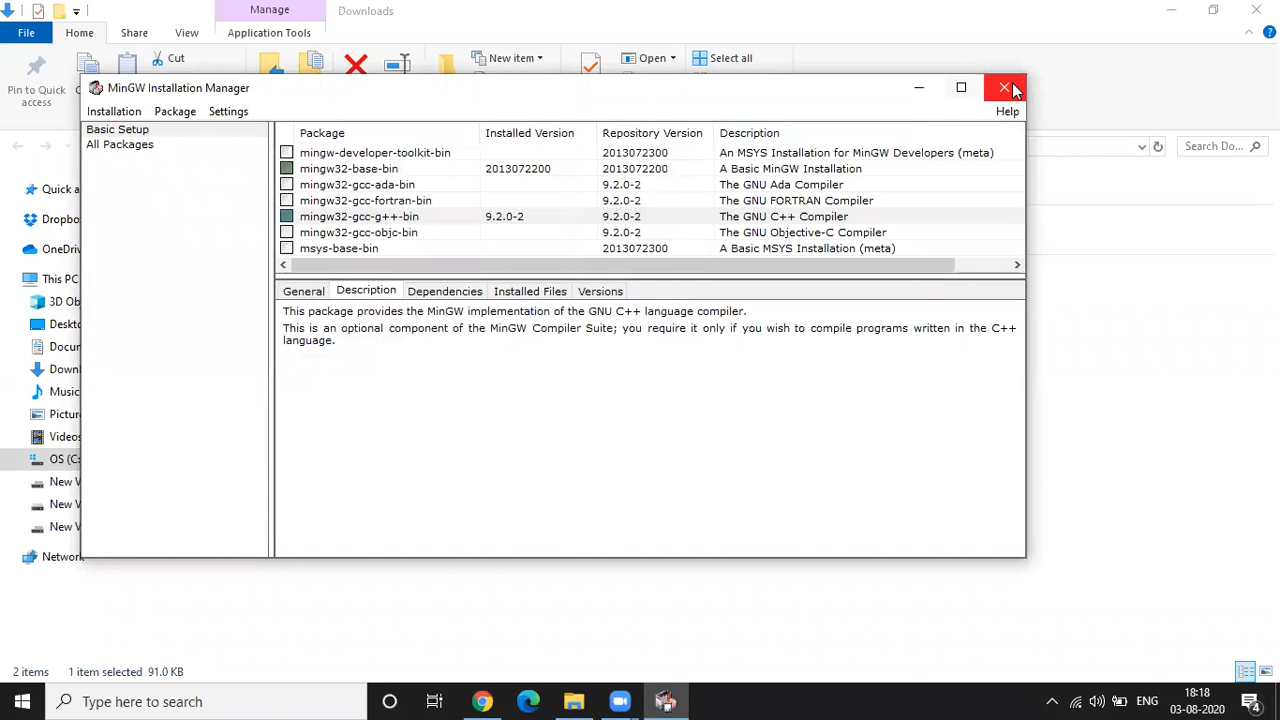 Manage
Downloads
File
Home
Share
View
Application Tools
Pin to Quick
access
Cut
New item
Open
Select all
MinGW Installation Manager
Installation
Package
Settings
Help
Basic Setup
All Packages
Package
Installed Version
Repository Version
Description
mingw-developer-toolkit-bin
2013072300
An MSYS Installation for MinGW Developers (meta)
mingw32-base-bin
2013072200
2013072200
A Basic MinGW Installation
mingw32-gcc-ada-bin
9.2.0-2
The GNU Ada Compiler
mingw32-gcc-fortran-bin
9.2.0-2
The GNU FORTRAN Compiler
mingw32-gcc-g++-bin
9.2.0-2
9.2.0-2
The GNU C++ Compiler
mingw32-gcc-objc-bin
9.2.0-2
The GNU Objective-C Compiler
msys-base-bin
2013072300
A Basic MSYS Installation (meta)
General
Description
Dependencies
Installed Files
Versions
This package provides the MinGW implementation of the GNU C++ language compiler.
This is an optional component of the MinGW Compiler Suite; you require it only if you wish to compile programs written in the C++
language.
Search Do...
Quick a
Dropbo
OneDriv
This PC
3D Obj
Deskto
Docum
Downl
Music
Picture
Videos
OS (C:
New V
New V
New V
Network
2 items
1 item selected 91.0 KB
Type here to search
ENG
18:18
03-08-2020
4